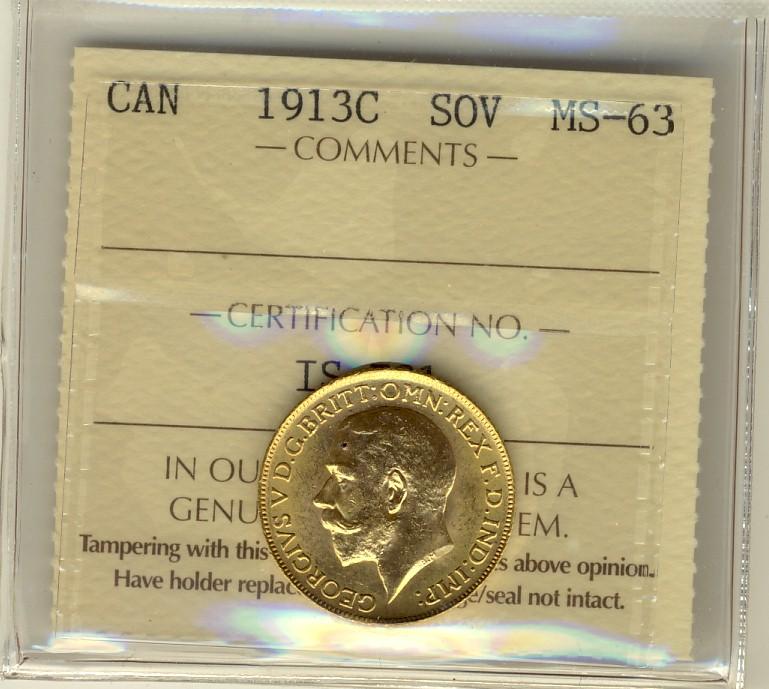 CAN 1913C SOV MS-63
— COMMENTS —
— CERTIFICATION NO. —
IS
IN OU IS A
GENU EM.
Tampering with this s above opinion.
Have holder replac ge/seal not intact.
GEORGIVS V D.G.BRITT:OMN:REX F.D.IND:IMP: